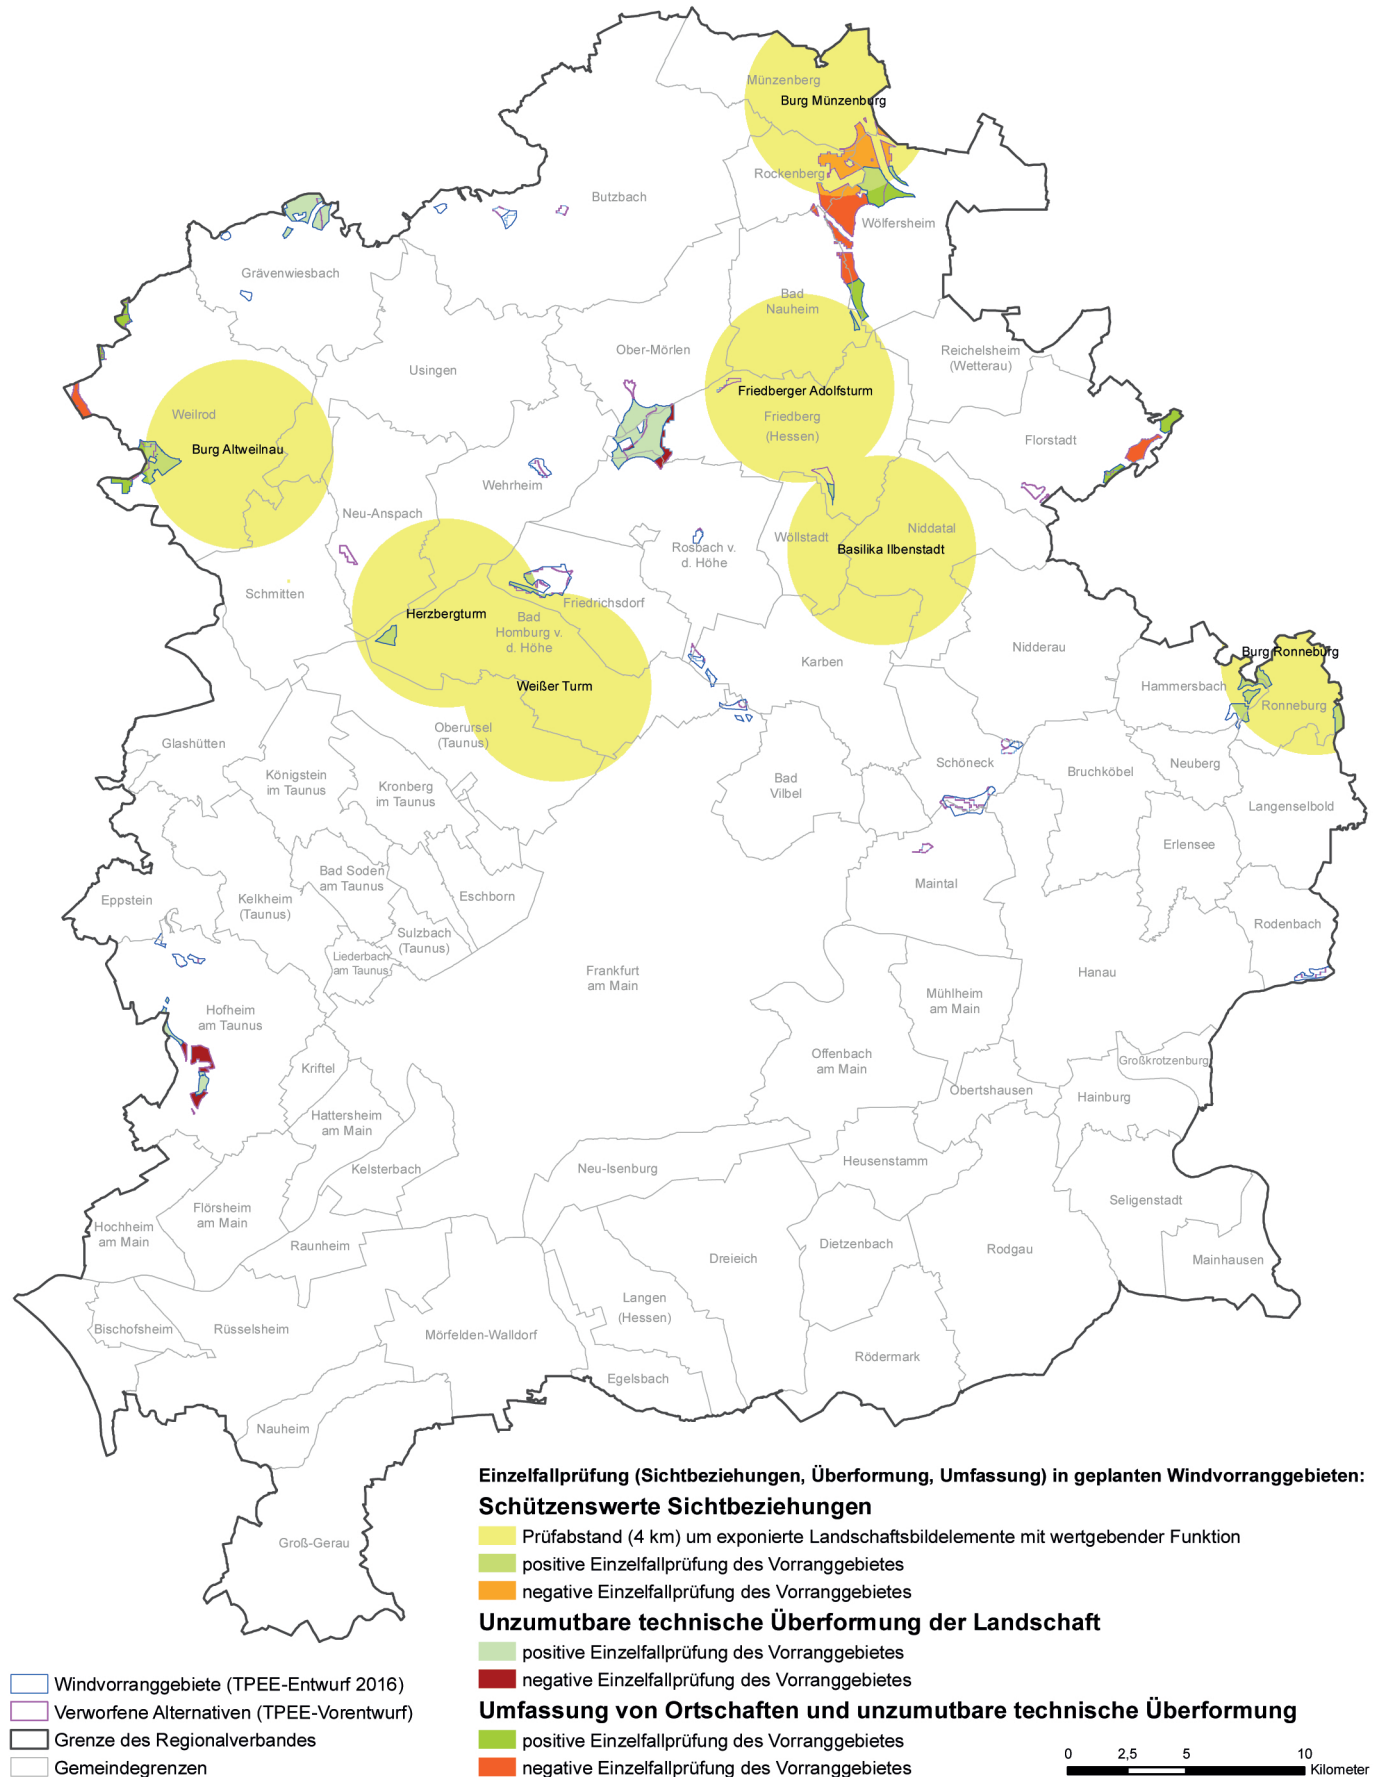 Münzenberg
Burg Münzenburg
Rockenberg
Butzbach
Wölfersheim
Grävenwiesbach
Bad
Nauheim
Ober-Mörlen
Reichelsheim
(Wetterau)
Usingen
Friedberger Adolfsturm
Weilrod
Friedberg
(Hessen)
Florstadt
Burg Altweilnau
Wehrheim
Neu-Anspach
Niddatal
Wöllstadt
Basilika Ilbenstadt
Rosbach v.
d. Höhe
Schmitten
Friedrichsdorf
Herzbergturm
Bad
Homburg v.
d. Höhe
Nidderau
Burg Ronneburg
Karben
Weißer Turm
Hammersbach
Ronneburg
Oberursel
(Taunus)
Glashütten
Königstein
im Taunus
Kronberg
im Taunus
Bad
Vilbel
Schöneck
Bruchköbel
Neuberg
Langenselbold
Erlensee
Bad Soden
am Taunus
Maintal
Eppstein
Kelkheim
(Taunus)
Eschborn
Sulzbach
(Taunus)
Rodenbach
Liederbach
am Taunus
Frankfurt
am Main
Hanau
Mühlheim
am Main
Hofheim
am Taunus
Offenbach
am Main
Großkrotzenburg
Kriftel
Obertshausen
Hainburg
Hattersheim
am Main
Kelsterbach
Neu-Isenburg
Heusenstamm
Seligenstadt
Flörsheim
am Main
Hochheim
am Main
Raunheim
Dreieich
Dietzenbach
Rodgau
Mainhausen
Langen
(Hessen)
Bischofsheim
Rüsselsheim
Mörfelden-Walldorf
Rödermark
Egelsbach
Nauheim
Groß-Gerau
Einzelfallprüfung (Sichtbeziehungen, Überformung, Umfassung) in geplanten Windvorranggebieten:
Schützenswerte Sichtbeziehungen
Prüfabstand (4 km) um exponierte Landschaftsbildelemente mit wertgebender Funktion
positive Einzelfallprüfung des Vorranggebietes
negative Einzelfallprüfung des Vorranggebietes
Unzumutbare technische Überformung der Landschaft
positive Einzelfallprüfung des Vorranggebietes
negative Einzelfallprüfung des Vorranggebietes
Umfassung von Ortschaften und unzumutbare technische Überformung
positive Einzelfallprüfung des Vorranggebietes
negative Einzelfallprüfung des Vorranggebietes
Windvorranggebiete (TPEE-Entwurf 2016)
Verworfene Alternativen (TPEE-Vorentwurf)
Grenze des Regionalverbandes
Gemeindegrenzen
0 2,5 5 10
Kilometer